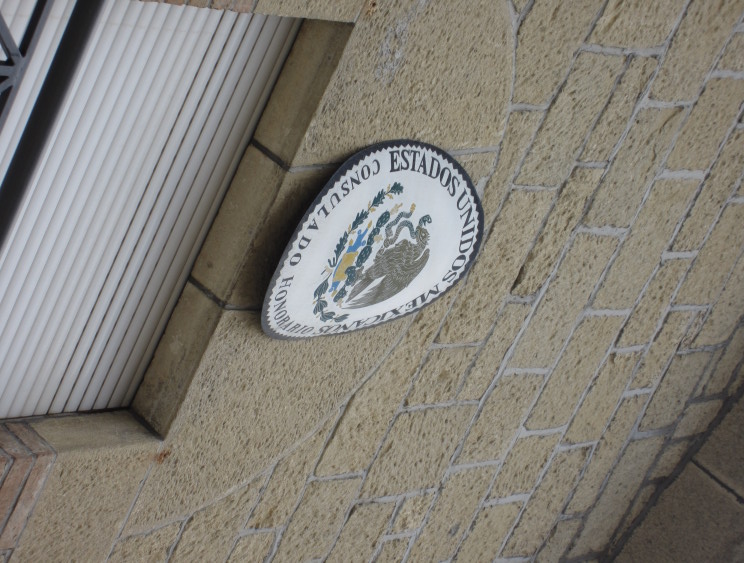 ESTADOS UNIDOS MEXICANOS
CONSULADO HONORARIO